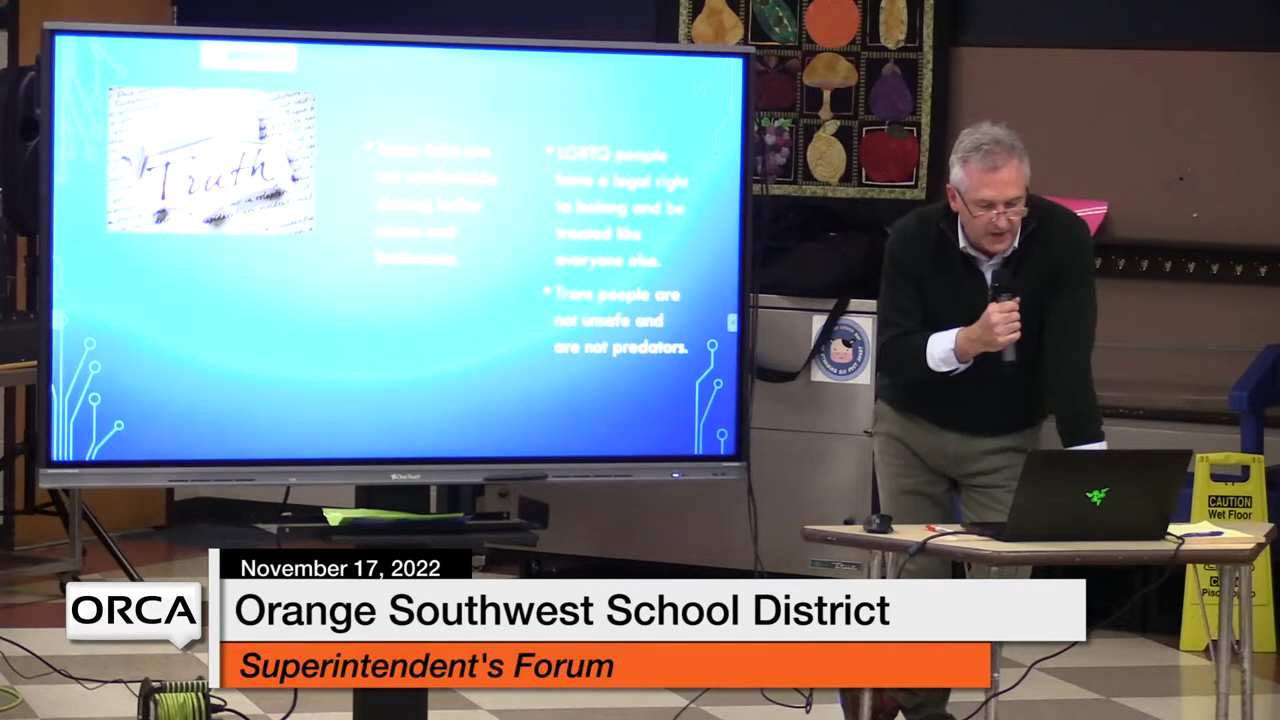 Truth
Some folks are
not comfortable
sharing locker
rooms and
bathrooms.
* LGBTQ people
have a legal right
to belong and be
treated like
everyone else.
* Trans people are
not unsafe and
are not predators.
CAUTION
Wet Floor
November 17, 2022
ORCA
Orange Southwest School District
Superintendent's Forum